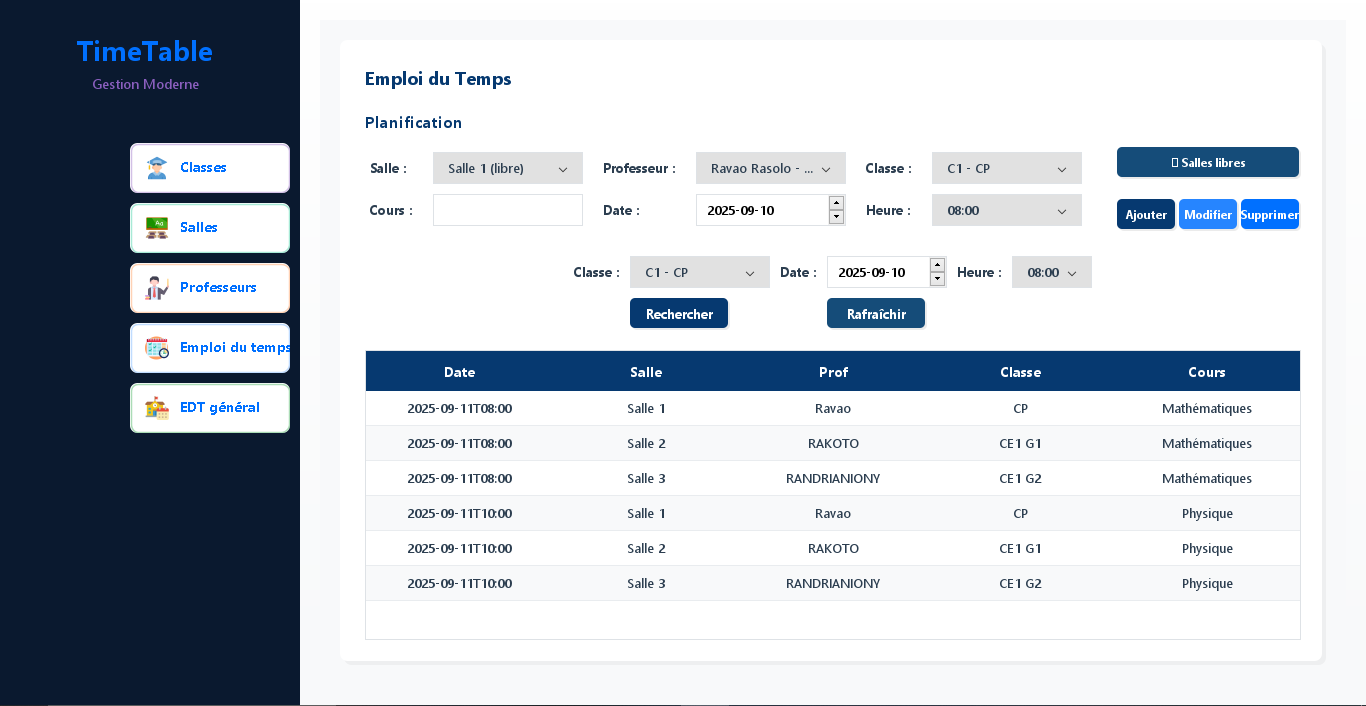 TimeTable
Gestion Moderne
Classes
Salles
Professeurs
Emploi du temps
EDT général
Emploi du Temps
Planification
Salle : Salle 1 (libre) Professeur : Ravao Rasolo - ... Classe : C1 - CP Salles libres
Cours : Date : 2025-09-10 Heure : 08:00 Ajouter Modifier Supprimer
Classe : C1 - CP Date : 2025-09-10 Heure : 08:00
Rechercher Rafraîchir
Date Salle Prof Classe Cours
2025-09-11T08:00 Salle 1 Ravao CP Mathématiques
2025-09-11T08:00 Salle 2 RAKOTO CE1 G1 Mathématiques
2025-09-11T08:00 Salle 3 RANDRIANIONY CE1 G2 Mathématiques
2025-09-11T10:00 Salle 1 Ravao CP Physique
2025-09-11T10:00 Salle 2 RAKOTO CE1 G1 Physique
2025-09-11T10:00 Salle 3 RANDRIANIONY CE1 G2 Physique